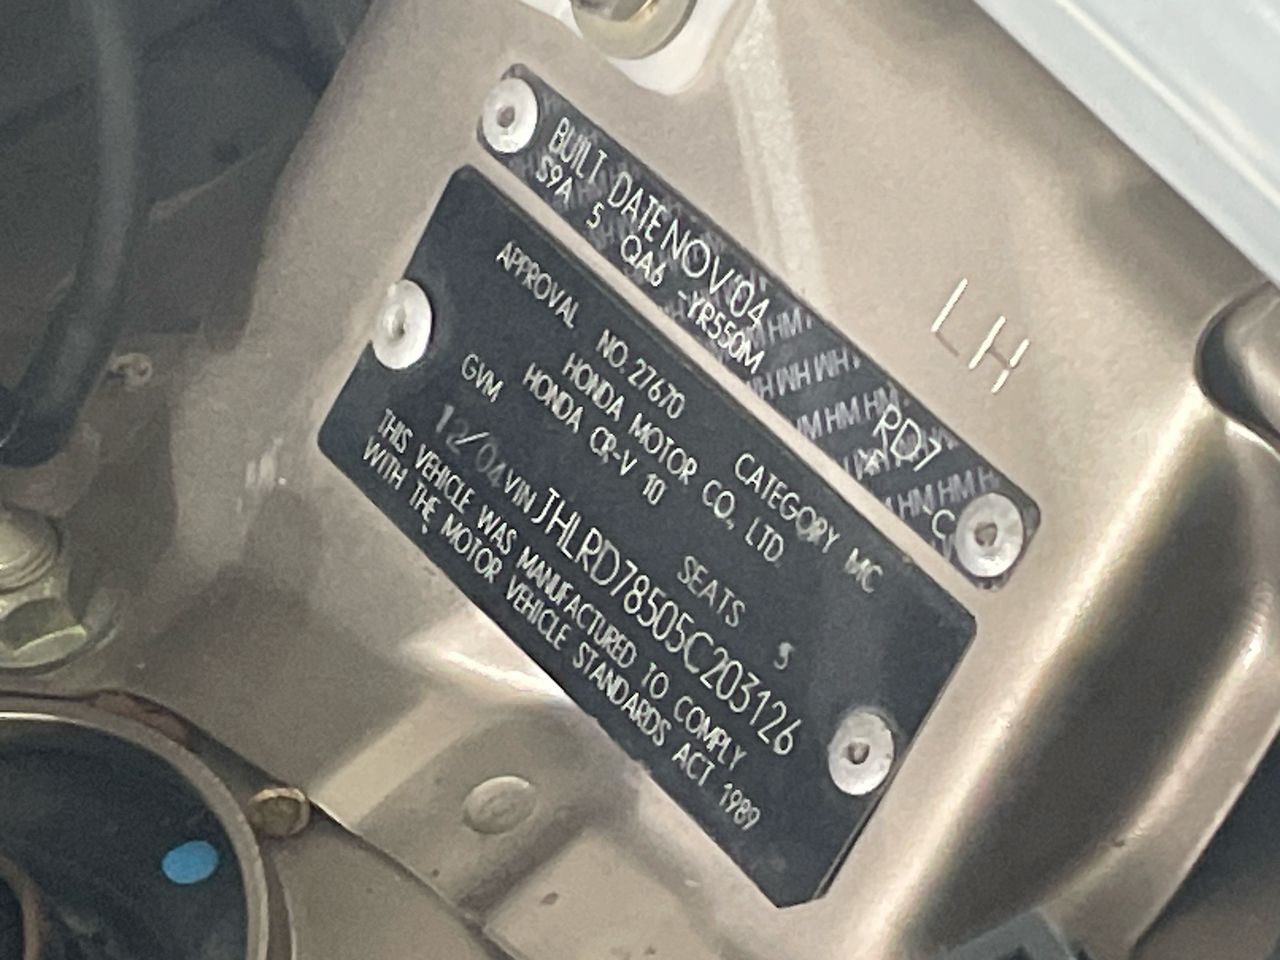 BUILT DATE NOV'04
S9A 5 QA6 -YR550M
RD7
C
LH
APPROVAL NO. 27670 CATEGORY MC
HONDA MOTOR CO., LTD.
HONDA CR-V 10
GVM SEATS 5
12/04 VIN JHLRD78505C203126
THIS VEHICLE WAS MANUFACTURED TO COMPLY
WITH THE MOTOR VEHICLE STANDARDS ACT 1989